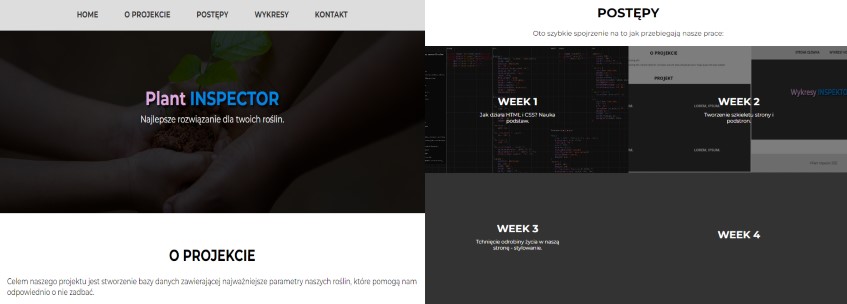 HOME O PROJEKCIE POSTĘPY WYKRESY KONTAKT
Plant INSPECTOR
Najlepsze rozwiązanie dla twoich roślin.
O PROJEKCIE
Celem naszego projektu jest stworzenie bazy danych zawierającej najważniejsze parametry naszych roślin, które pomogą nam
odpowiednio o nie zadbać.
POSTĘPY
Oto szybkie spojrzenie na to jak przebiegają nasze prace:
WEEK 1
Jak działa HTML i CSS? Nauka
podstaw.
O PROJEKCIE
PROJEKT
WEEK 2
Tworzenie szkieletu strony i
podstron.
Wykresy INSPEKTO
WEEK 3
Tchnięcie odrobiny życia w naszą
stronę - stylowanie.
WEEK 4